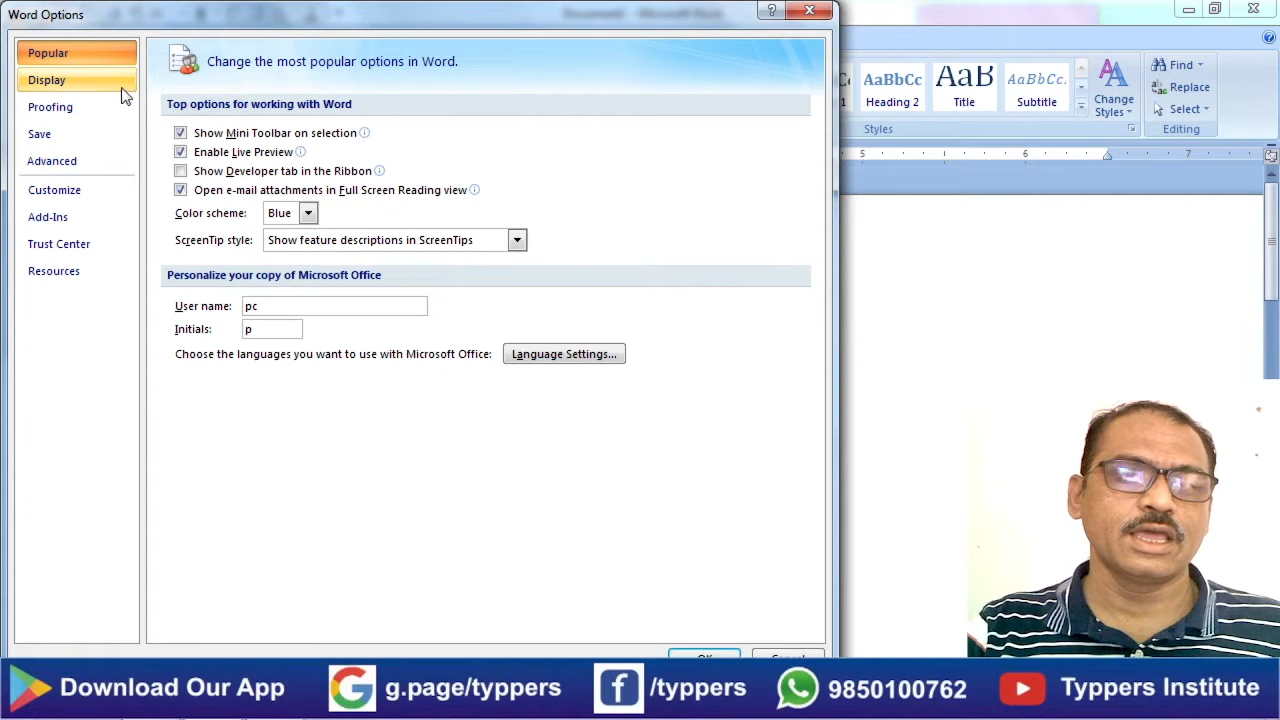 Word Options
Popular
Display
Proofing
Save
Advanced
Customize
Add-Ins
Trust Center
Resources
Change the most popular options in Word.
Top options for working with Word
Show Mini Toolbar on selection
Enable Live Preview
Show Developer tab in the Ribbon
Open e-mail attachments in Full Screen Reading view
Color scheme: Blue
ScreenTip style: Show feature descriptions in ScreenTips
Personalize your copy of Microsoft Office
User name: pc
Initials: p
Choose the languages you want to use with Microsoft Office: Language Settings...
AaBbCc AaB AaBbCc.
1 Heading 2 Title Subtitle
Change
Styles
Styles
Find
Replace
Select
Editing
5 6 7
Download Our App
g.page/typpers
/typpers
9850100762
Typpers Institute